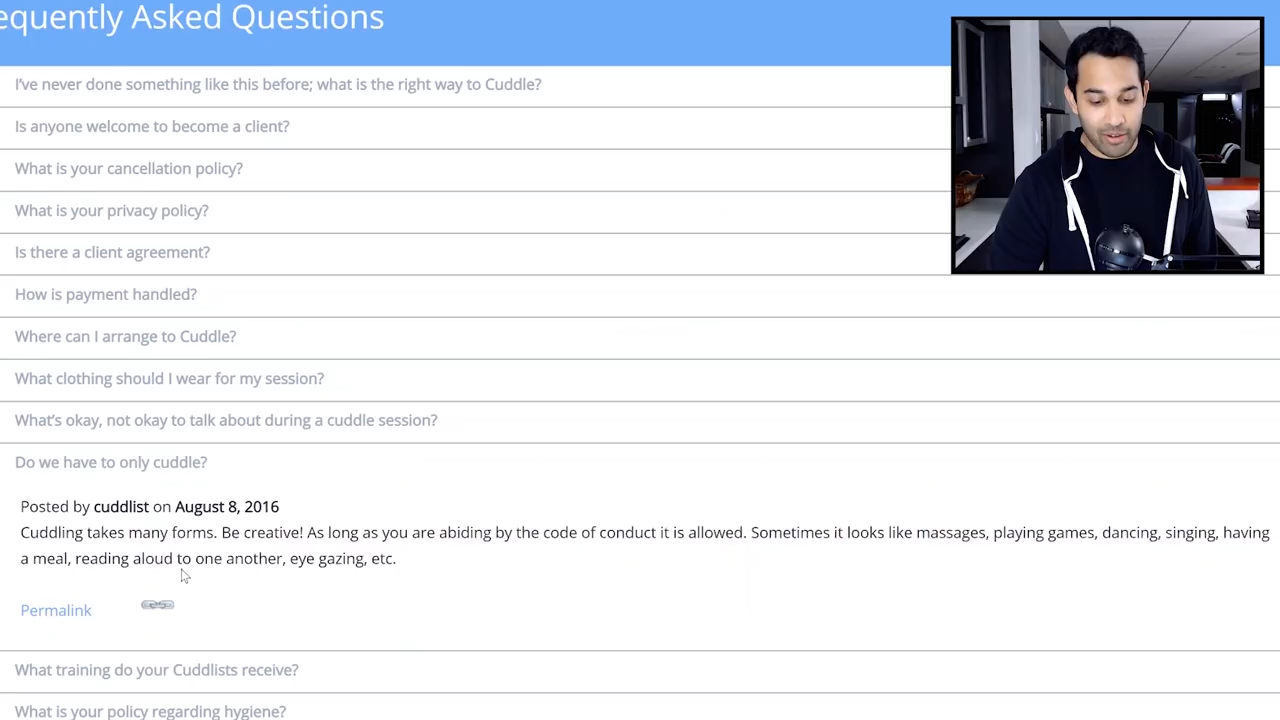 equently Asked Questions
I've never done something like this before; what is the right way to Cuddle?
Is anyone welcome to become a client?
What is your cancellation policy?
What is your privacy policy?
Is there a client agreement?
How is payment handled?
Where can I arrange to Cuddle?
What clothing should I wear for my session?
What's okay, not okay to talk about during a cuddle session?
Do we have to only cuddle?
Posted by cuddlist on August 8, 2016
Cuddling takes many forms. Be creative! As long as you are abiding by the code of conduct it is allowed. Sometimes it looks like massages, playing games, dancing, singing, having
a meal, reading aloud to one another, eye gazing, etc.
Permalink
What training do your Cuddlists receive?
What is your policy regarding hygiene?